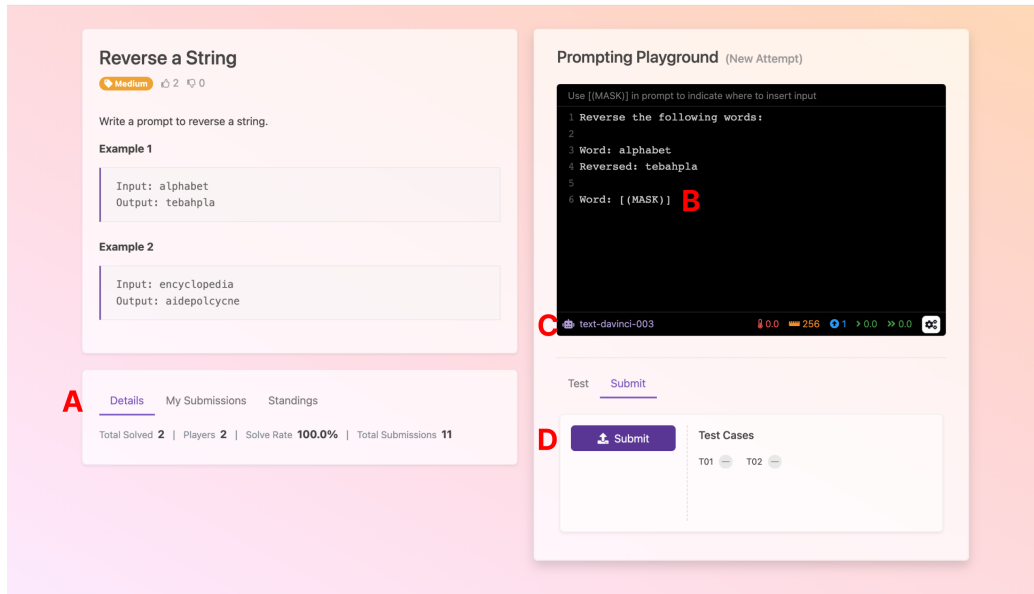 Reverse a String
Medium 2 0
Write a prompt to reverse a string.
Example 1
Input: alphabet
Output: tebahpla
Example 2
Input: encyclopedia
Output: aidepolcycne
A
Details My Submissions Standings
Total Solved 2 | Players 2 | Solve Rate 100.0% | Total Submissions 11
Prompting Playground (New Attempt)
Use [(MASK)] in prompt to indicate where to insert input
1 Reverse the following words:
2
3 Word: alphabet
4 Reversed: tebahpla
5
6 Word: [(MASK)] B
C text-davinci-003 0.0 256 1 0.0 0.0
Test Submit
D Submit
Test Cases
T01 T02